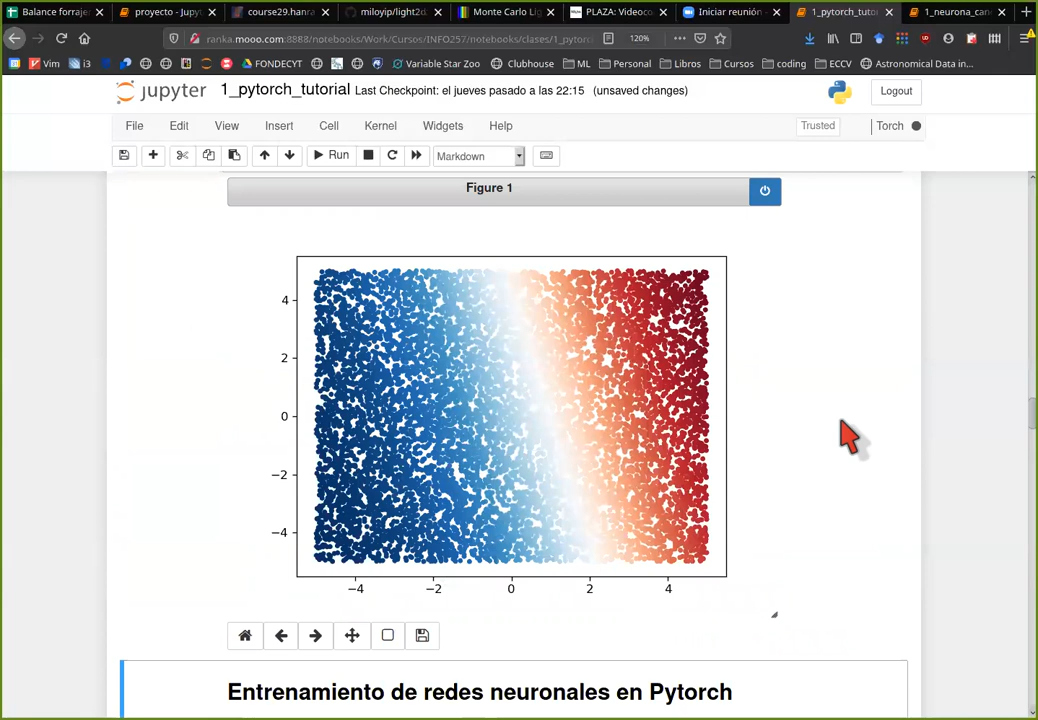 Balance forrajer
proyecto - Jupyt
course29.hanra
miloyip/light2d.
Monte Carlo Lig
PLAZA: Videoco
Iniciar reunión -
1_pytorch_tutor
1_neurona_can
ranka.mooo.com:8888/notebooks/Work/Cursos/INFO257/notebooks/clases/1_pytorc
120%
Vim
i3
FONDECYT
Variable Star Zoo
Clubhouse
ML
Personal
Libros
Cursos
coding
ECCV
Astronomical Data in...
jupyter 1_pytorch_tutorial Last Checkpoint: el jueves pasado a las 22:15 (unsaved changes)
Logout
File Edit View Insert Cell Kernel Widgets Help
Trusted
Torch
Run
Markdown
Figure 1
4
2
0
−2
−4
−4 −2 0 2 4
Entrenamiento de redes neuronales en Pytorch